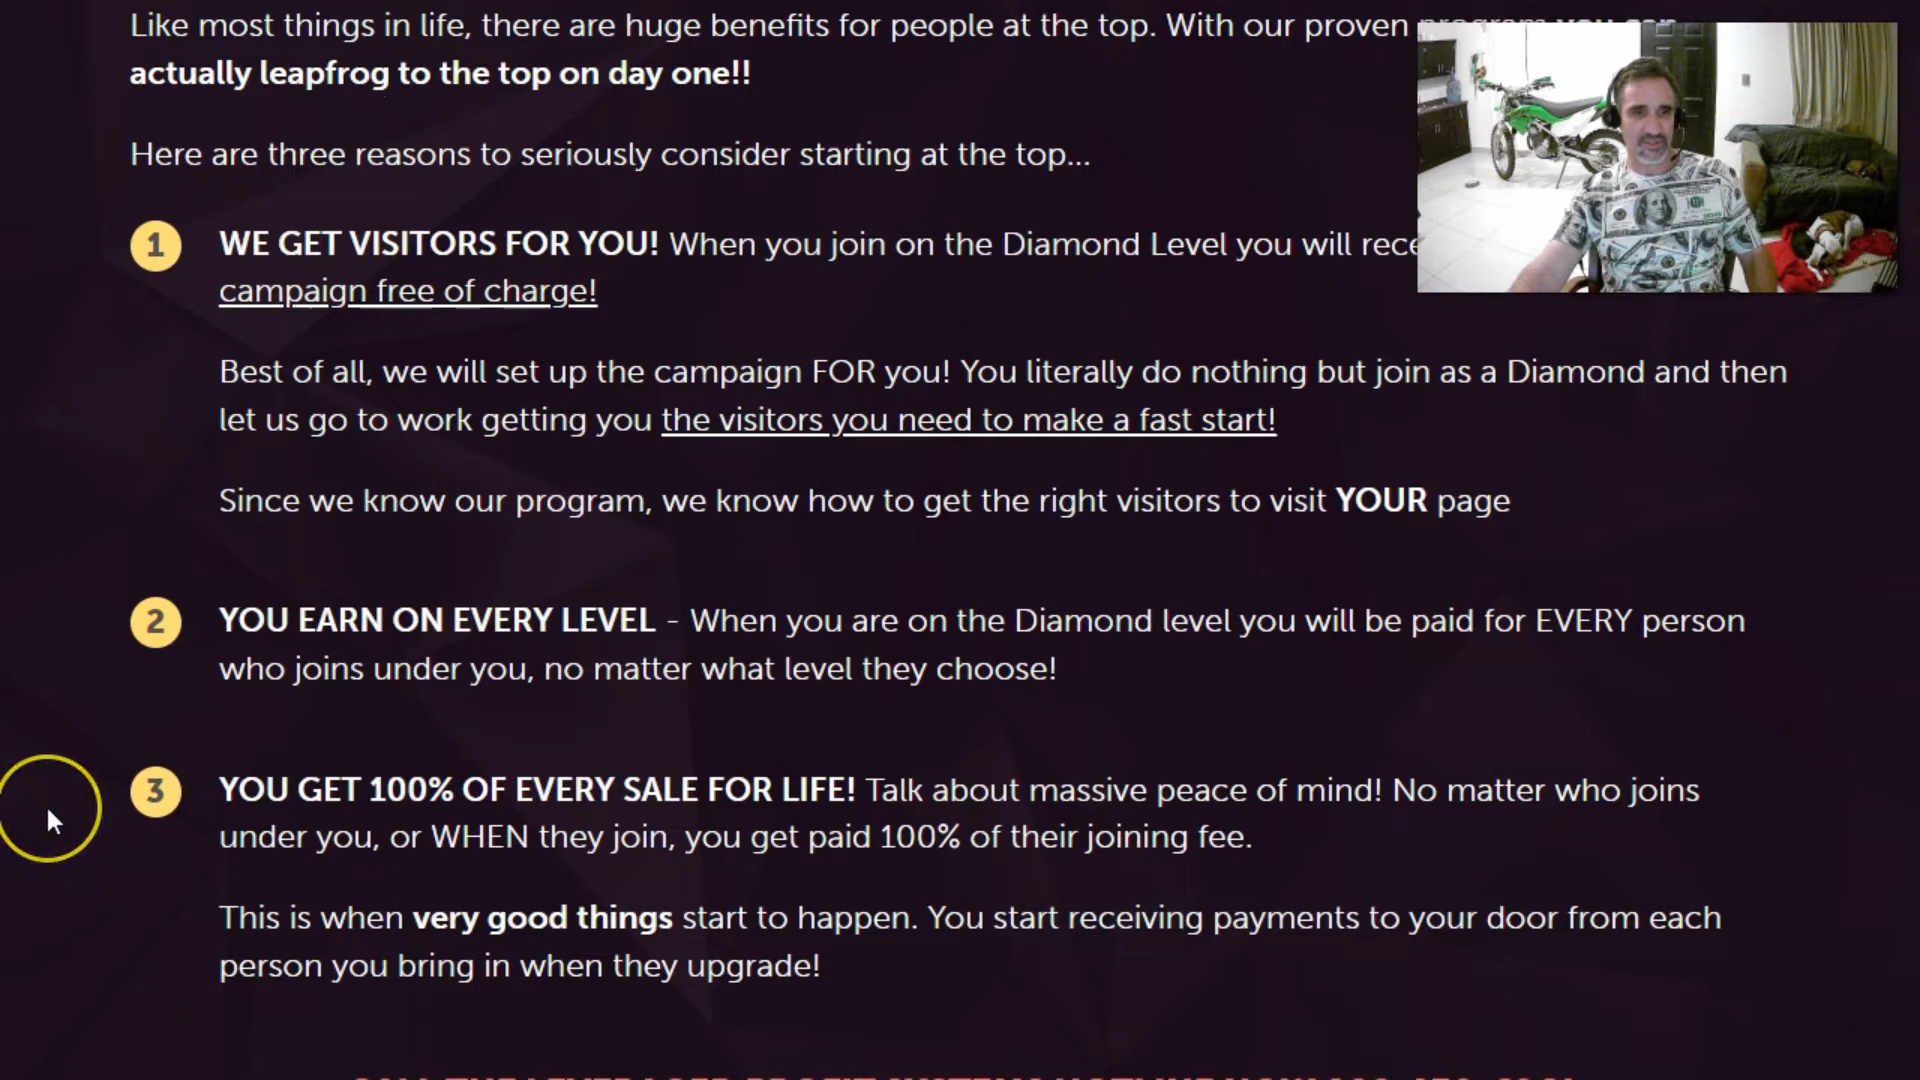 Like most things in life, there are huge benefits for people at the top. With our proven program you can
actually leapfrog to the top on day one!!
Here are three reasons to seriously consider starting at the top...
1 WE GET VISITORS FOR YOU! When you join on the Diamond Level you will rece
campaign free of charge!
Best of all, we will set up the campaign FOR you! You literally do nothing but join as a Diamond and then
let us go to work getting you the visitors you need to make a fast start!
Since we know our program, we know how to get the right visitors to visit YOUR page
2 YOU EARN ON EVERY LEVEL - When you are on the Diamond level you will be paid for EVERY person
who joins under you, no matter what level they choose!
3 YOU GET 100% OF EVERY SALE FOR LIFE! Talk about massive peace of mind! No matter who joins
under you, or WHEN they join, you get paid 100% of their joining fee.
This is when very good things start to happen. You start receiving payments to your door from each
person you bring in when they upgrade!